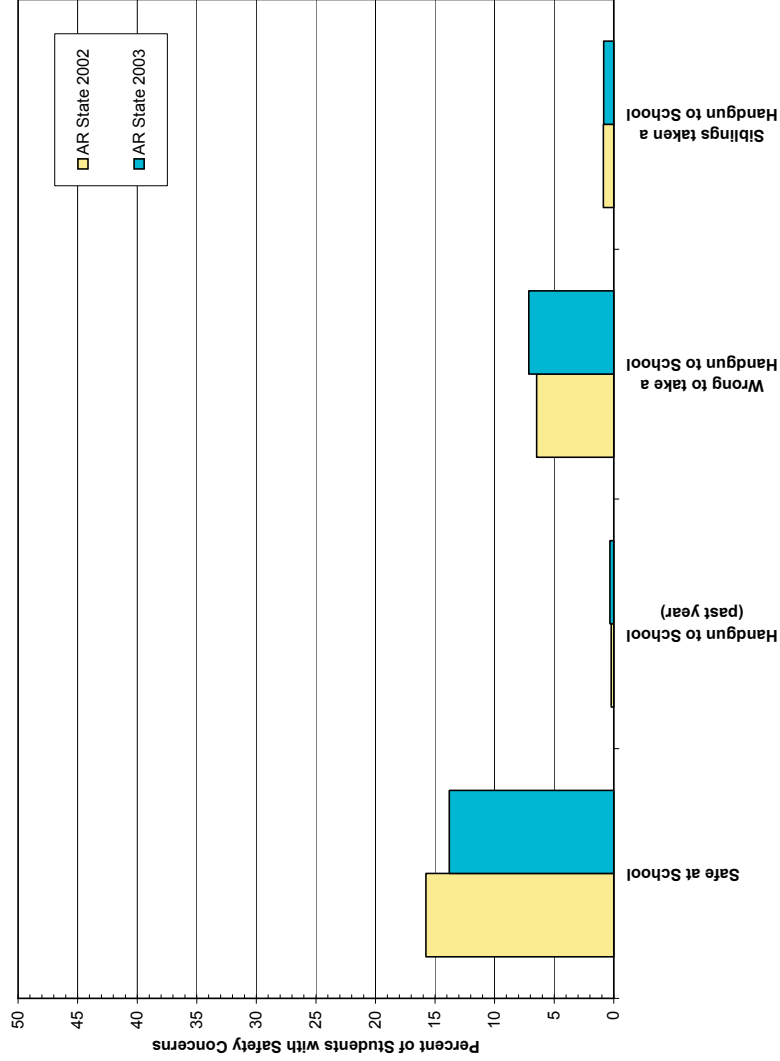 Percent of Students with Safety Concerns
50
45
40
35
30
25
20
15
10
5
0
AR State 2002
AR State 2003
Safe at School
Handgun to School
(past year)
Wrong to take a
Handgun to School
Siblings taken a
Handgun to School